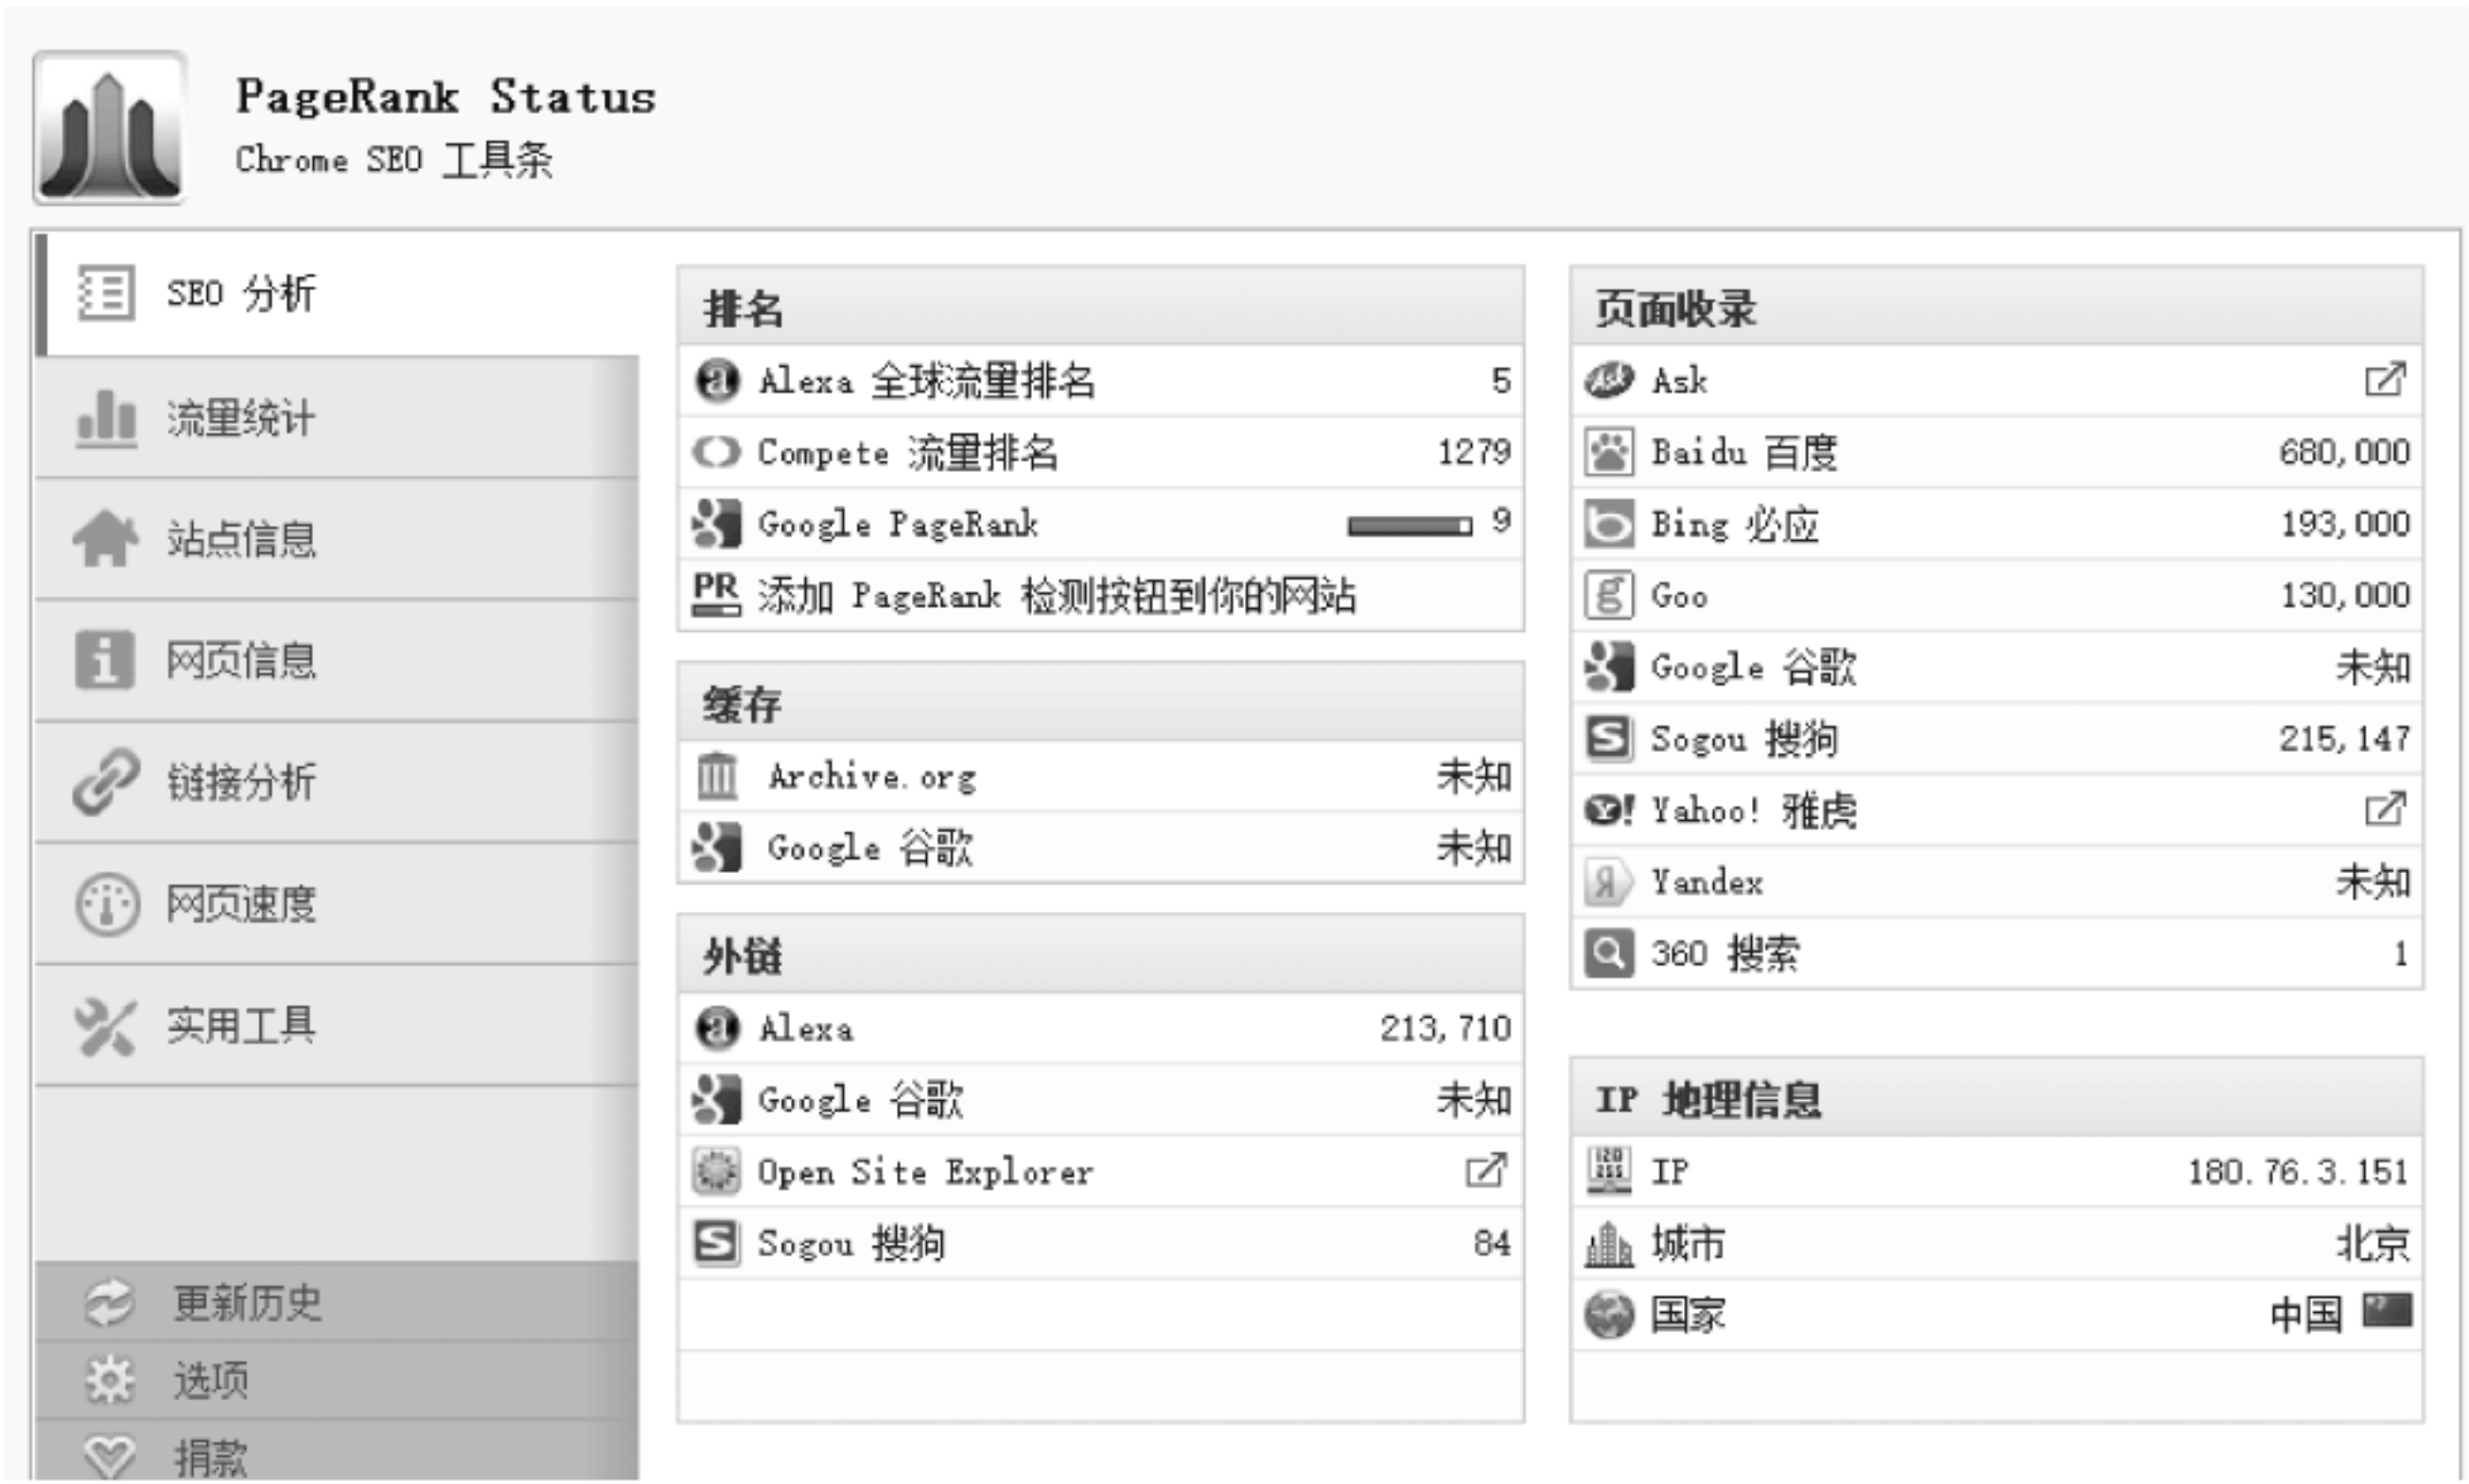 PageRank Status
Chrome SEO 工具条
SEO 分析
流里统计
站点信息
网页信息
链接分析
网页速度
实用工具
更新历史
选项
捐款
排名
Alexa 全球流量排名 5
Compete 流量排名 1279
Google PageRank 9
PR 添加 PageRank 检测按钮到你的网站
缓存
Archive.org 未知
Google 谷歌 未知
外链
Alexa 213,710
Google 谷歌 未知
Open Site Explorer
Sogou 搜狗 84
页面收录
Ask
Baidu 百度 680,000
Bing 必应 193,000
Goo 130,000
Google 谷歌 未知
Sogou 搜狗 215,147
Yahoo! 雅虎
Yandex 未知
360 搜索 1
IP 地理信息
IP 180.76.3.151
城市 北京
国家 中国